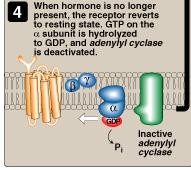 4
When hormone is no longer
present, the receptor reverts
to resting state. GTP on the
α subunit is hydrolyzed
to GDP, and adenylyl cyclase
is deactivated.
β
γ
α
GDP
Pi
Inactive
adenylyl
cyclase